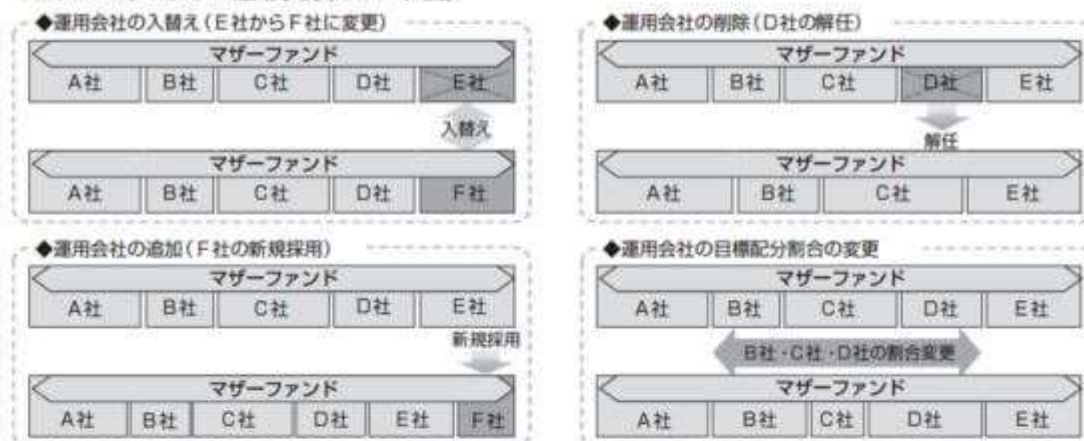 ◆運用会社の入替え(E社からF社に変更)
マザーファンド
A社 B社 C社 D社 E社
入替え
マザーファンド
A社 B社 C社 D社 F社
◆運用会社の削除(D社の解任)
マザーファンド
A社 B社 C社 D社 E社
解任
マザーファンド
A社 B社 C社 E社
◆運用会社の追加(F社の新規採用)
マザーファンド
A社 B社 C社 D社 E社
新規採用
マザーファンド
A社 B社 C社 D社 E社 F社
◆運用会社の目標配分割合の変更
マザーファンド
A社 B社 C社 D社 E社
B社・C社・D社の割合変更
マザーファンド
A社 B社 C社 D社 E社